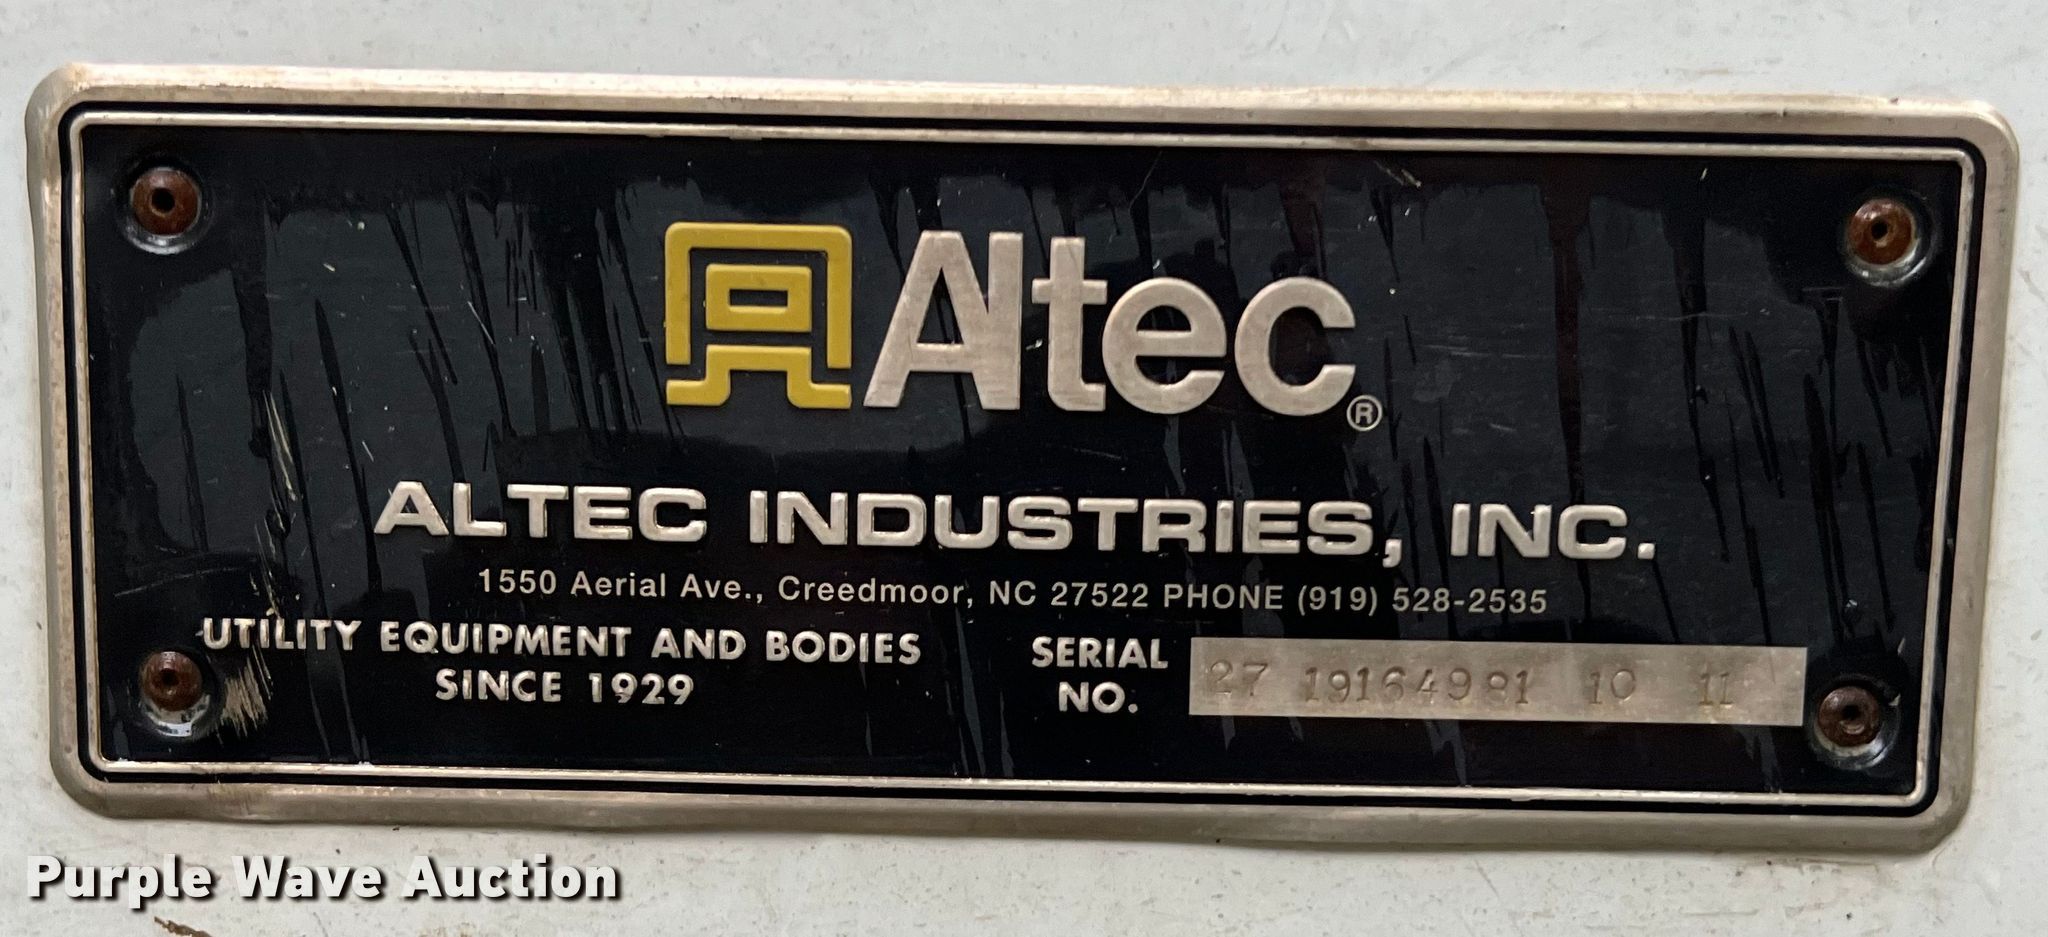 Altec®
ALTEC INDUSTRIES, INC.
1550 Aerial Ave., Creedmoor, NC 27522 PHONE (919) 528-2535
UTILITY EQUIPMENT AND BODIES
SINCE 1929
SERIAL
NO.
27 19164981 10 11
Purple Wave Auction